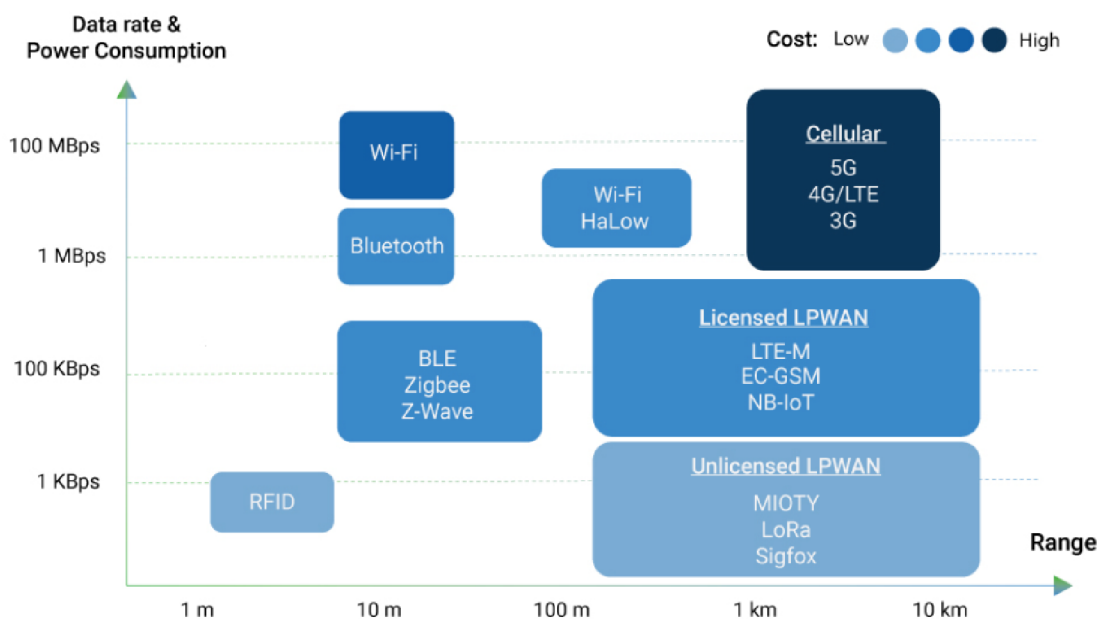 Data rate &
Power Consumption
Cost: Low High
100 MBps
1 MBps
100 KBps
1 KBps
Wi-Fi
Bluetooth
Wi-Fi
HaLow
Cellular
5G
4G/LTE
3G
BLE
Zigbee
Z-Wave
Licensed LPWAN
LTE-M
EC-GSM
NB-IoT
RFID
Unlicensed LPWAN
MIOTY
LoRa
Sigfox
Range
1 m 10 m 100 m 1 km 10 km